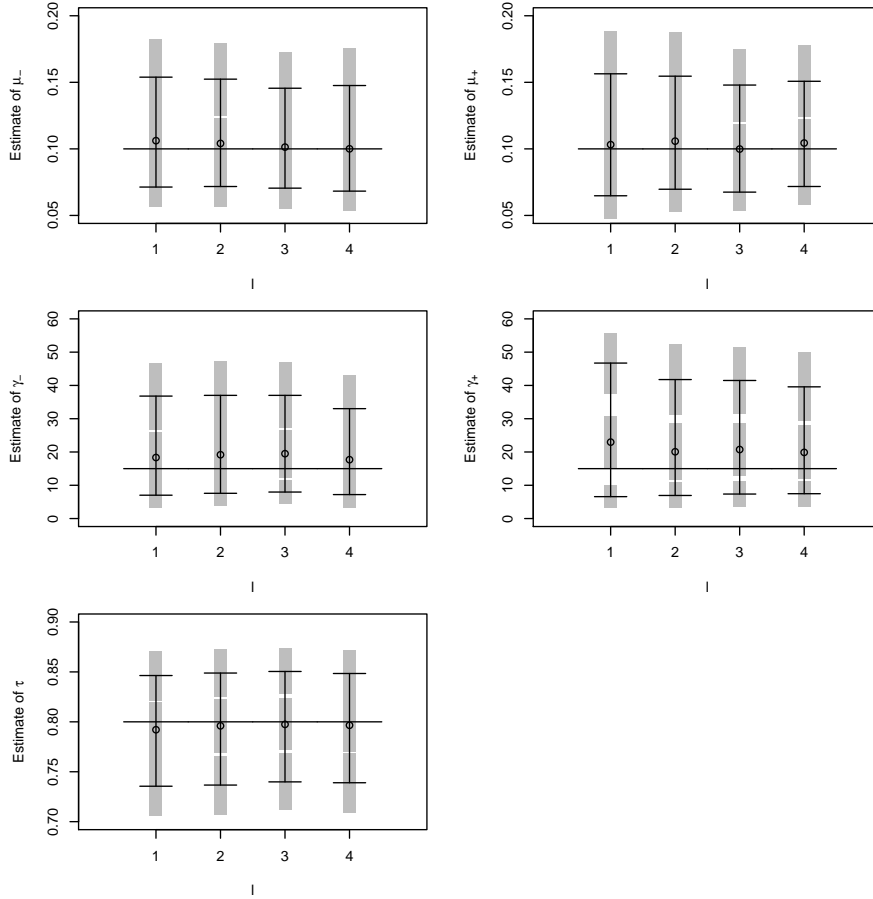 Estimate of μ₋
0.20
0.15
0.10
0.05
1 2 3 4
I
Estimate of μ₊
0.20
0.15
0.10
0.05
1 2 3 4
I
Estimate of γ₋
60
50
40
30
20
10
0
1 2 3 4
I
Estimate of γ₊
60
50
40
30
20
10
0
1 2 3 4
I
Estimate of τ
0.90
0.85
0.80
0.75
0.70
1 2 3 4
I